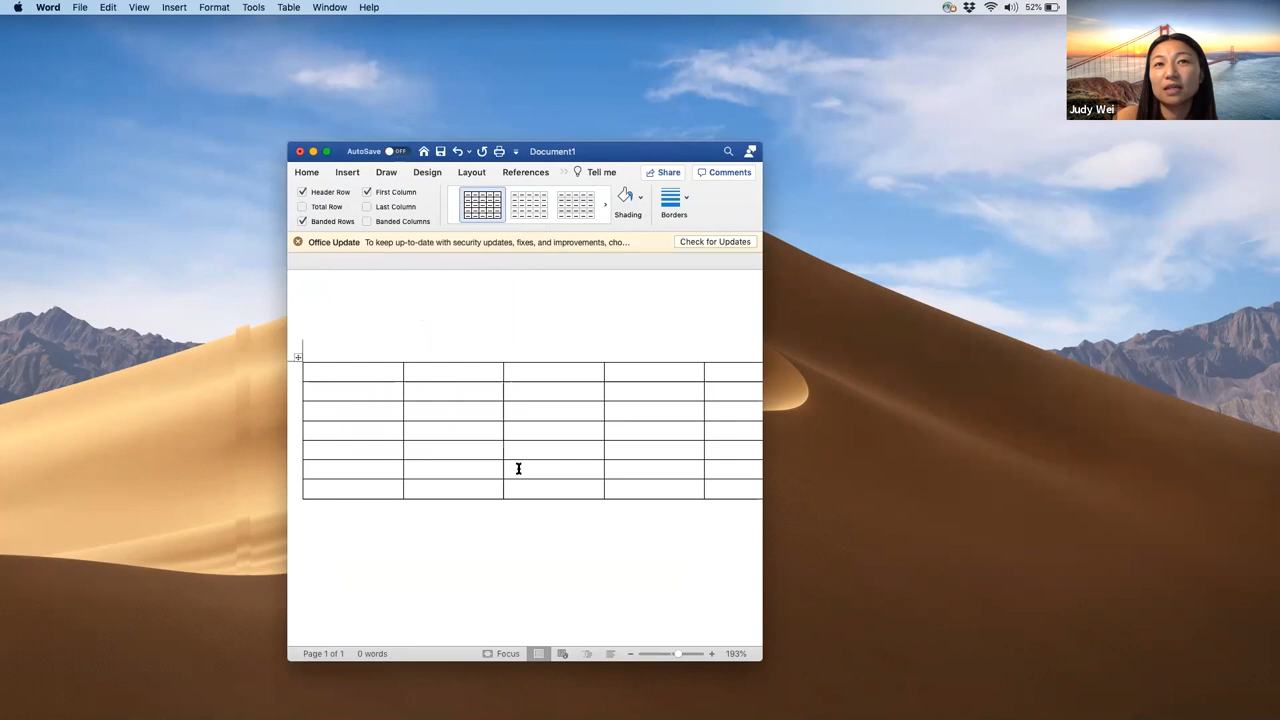 Word File Edit View Insert Format Tools Table Window Help 52%
Judy Wei
AutoSave OFF Document1
Home Insert Draw Design Layout References Tell me Share Comments
Header Row First Column
Total Row Last Column
Banded Rows Banded Columns
Shading Borders
Office Update To keep up-to-date with security updates, fixes, and improvements, cho... Check for Updates
Page 1 of 1 0 words Focus 193%